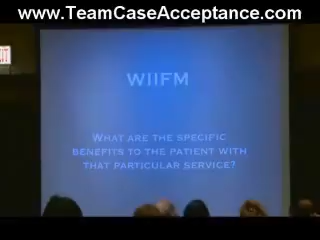 www.TeamCaseAcceptance.com
WIIFM
WHAT ARE THE SPECIFIC
BENEFITS TO THE PATIENT WITH
THAT PARTICULAR SERVICE?